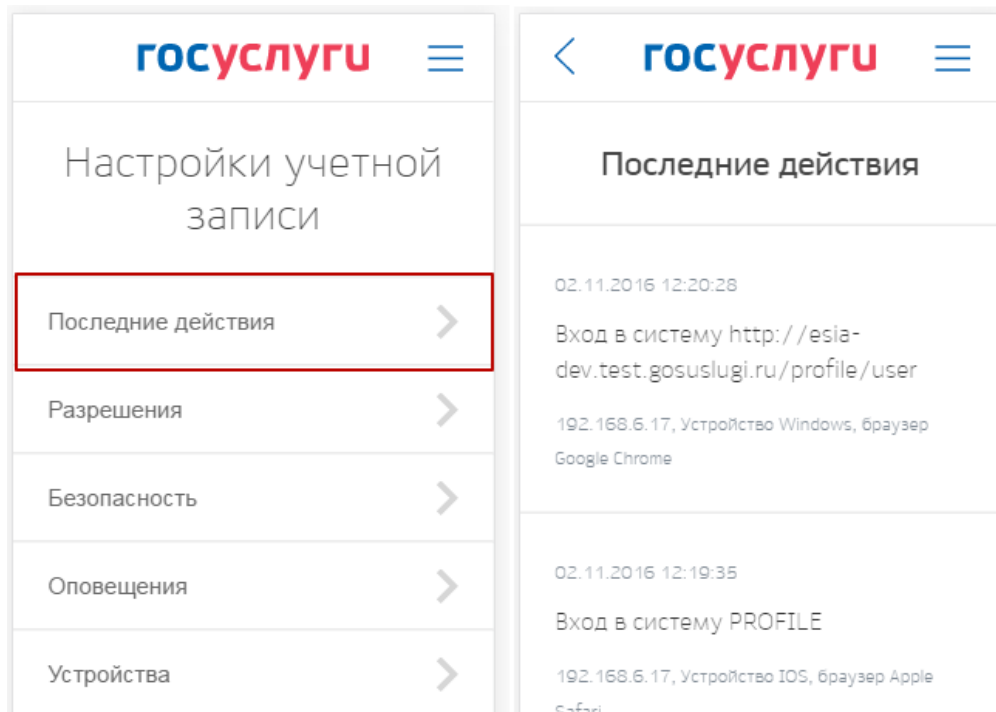 госуслуги
Настройки учетной
записи
Последние действия
Разрешения
Безопасность
Оповещения
Устройства
госуслуги
Последние действия
02.11.2016 12:20:28
Вход в систему http://esia-
dev.test.gosuslugi.ru/profile/user
192.168.6.17, Устройство Windows, браузер
Google Chrome
02.11.2016 12:19:35
Вход в систему PROFILE
192.168.6.17, Устройство IOS, браузер Apple
Safari